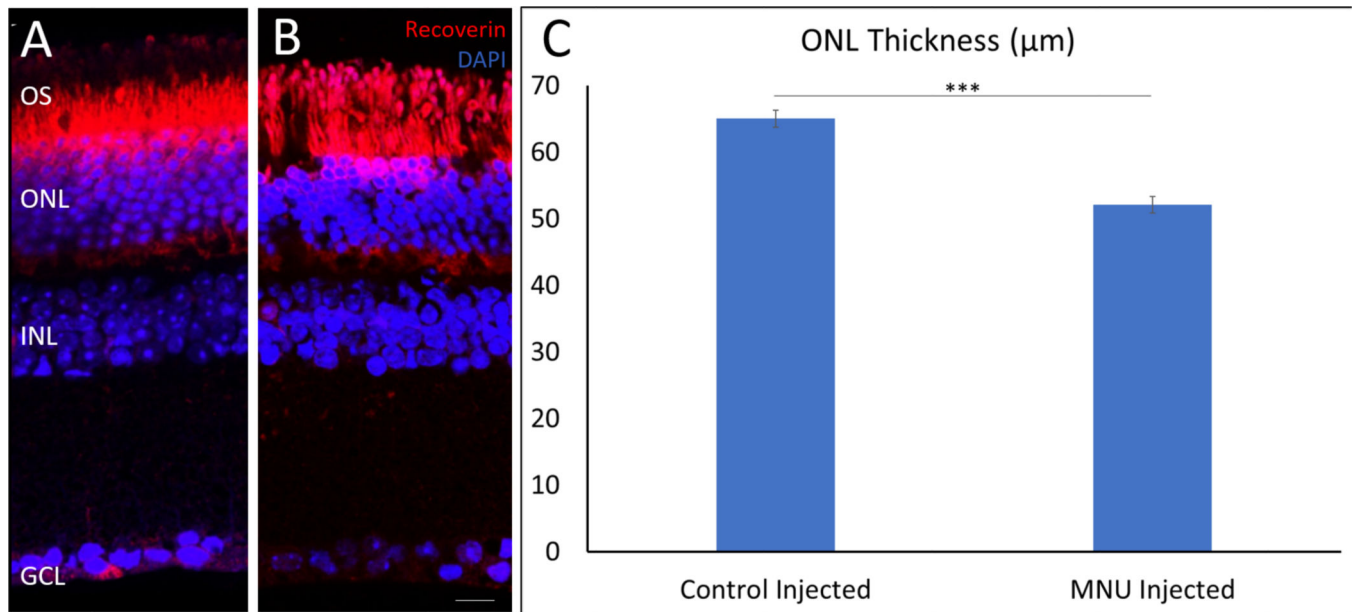 A
OS
ONL
INL
GCL
B
Recoverin
DAPI
C
ONL Thickness (µm)
***
70
60
50
40
30
20
10
0
Control Injected
MNU Injected